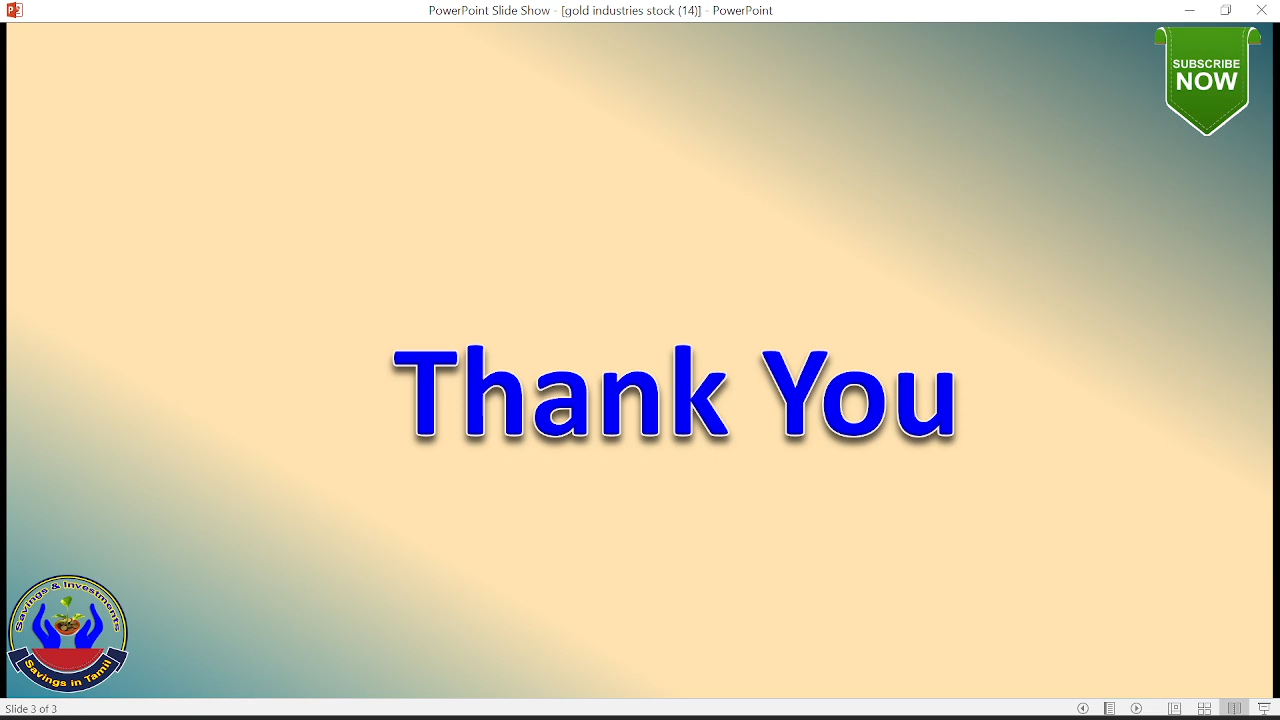 PowerPoint Slide Show - [gold industries stock (14)] - PowerPoint
SUBSCRIBE
NOW
Thank You
Savings & Investments
Savings in Tamil
Slide 3 of 3